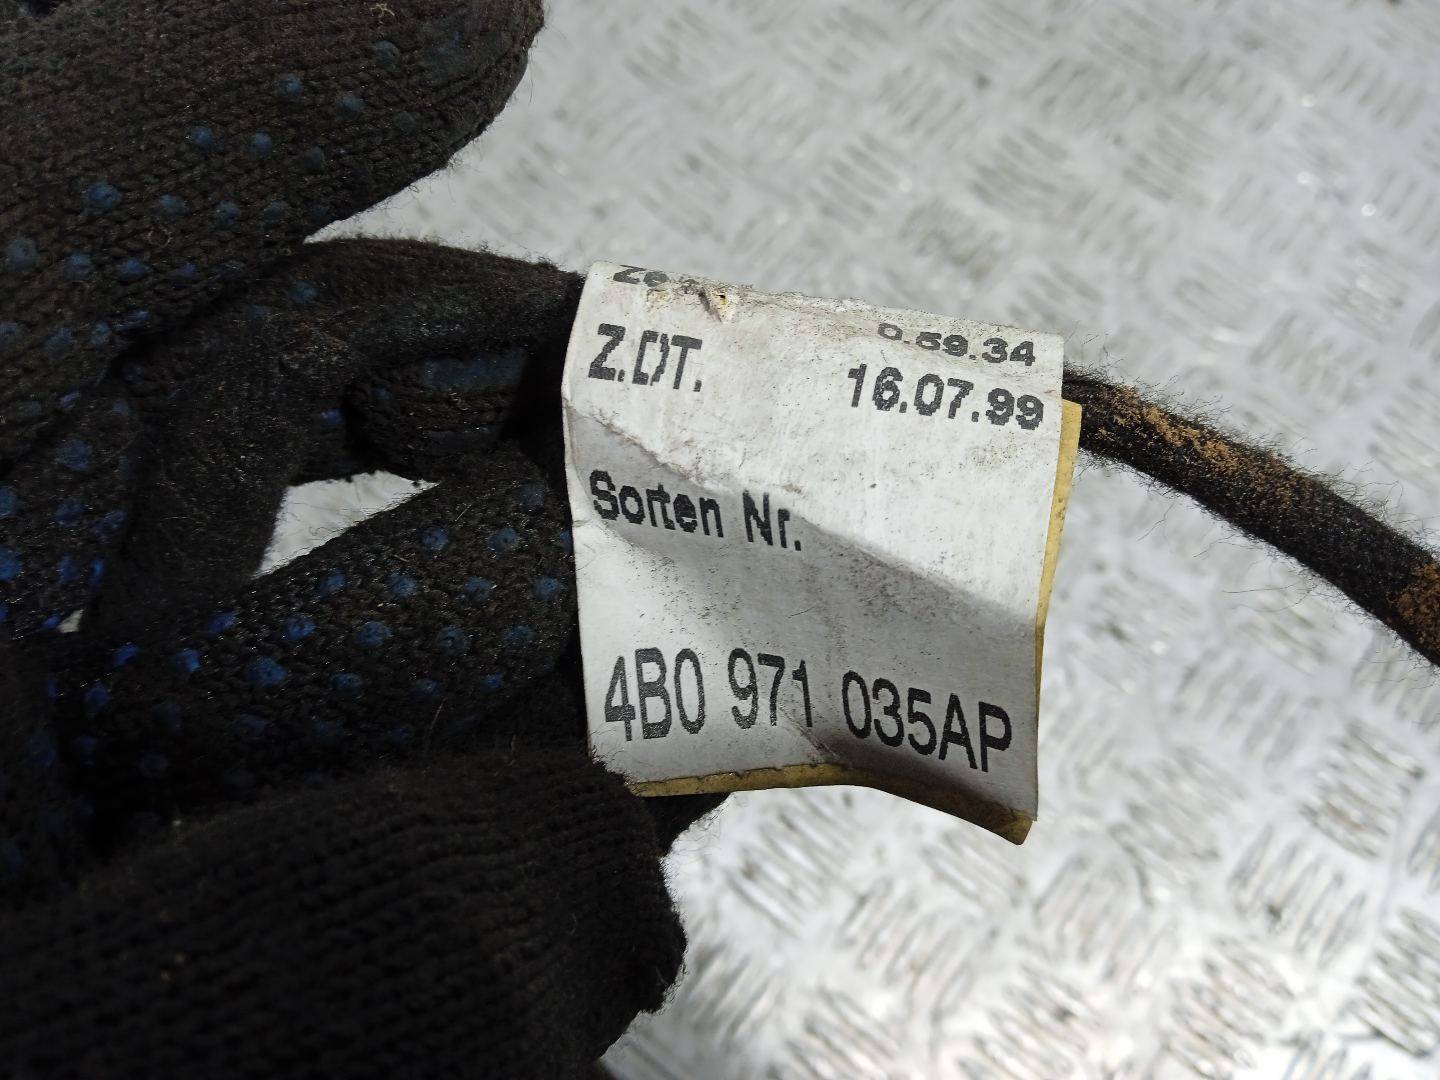 0.59.34
Z.DT. 16.07.99
Sorten Nr.
4B0 971 035AP